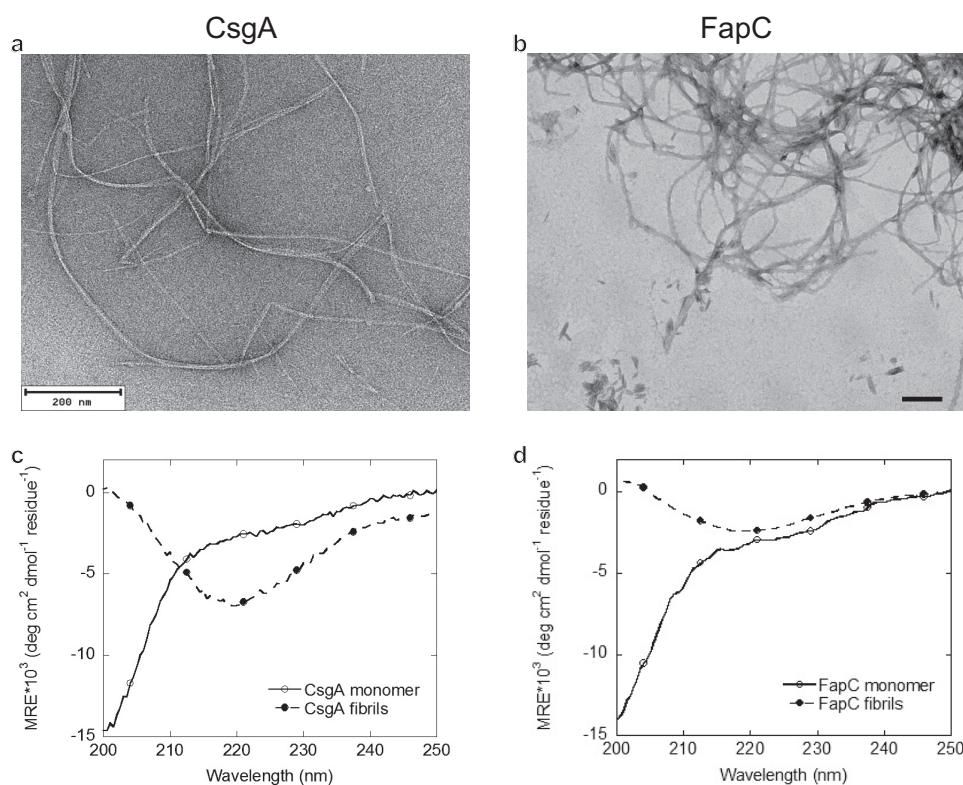 CsgA
FapC
a
b
200 nm
c
d
MRE*10³ (deg cm² dmol⁻¹ residue⁻¹)
0
-5
-10
-15
CsgA monomer
CsgA fibrils
200 210 220 230 240 250
Wavelength (nm)
MRE*10³ (deg cm² dmol⁻¹ residue⁻¹)
0
-5
-10
-15
FapC monomer
FapC fibrils
200 210 220 230 240 250
Wavelength (nm)